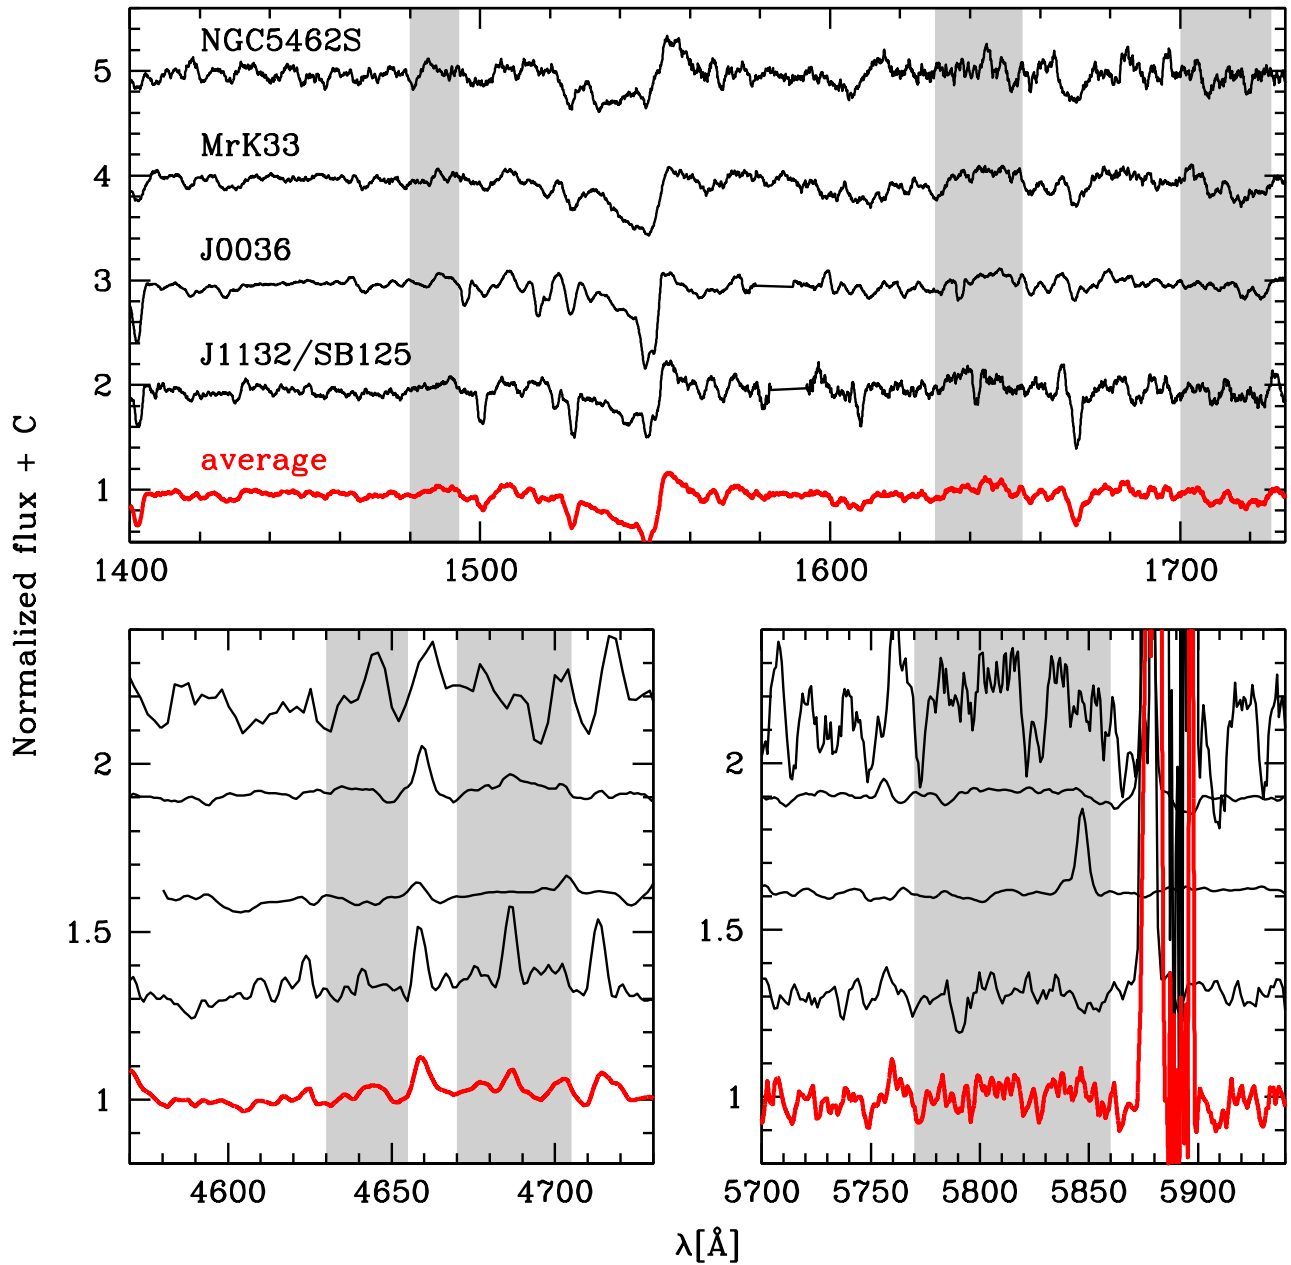 NGC5462S
5
MrK33
4
J0036
3
J1132/SB125
2
average
1
1400 1500 1600 1700
Normalized flux + C
2
1.5
1
4600 4650 4700
2
1.5
1
5700 5750 5800 5850 5900
λ[Å]